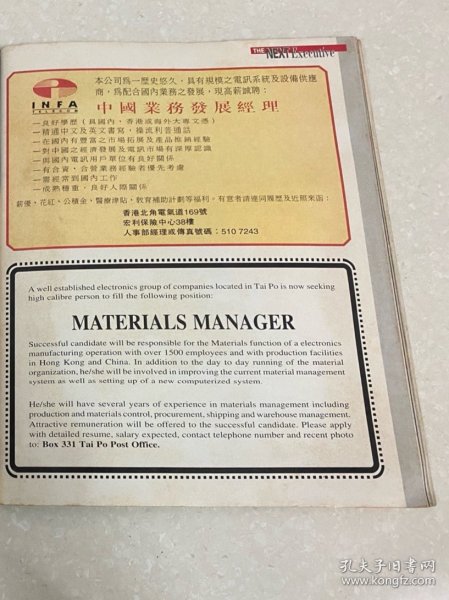 THE NEXT Executive
INFA
TELECOM
本公司為一歷史悠久，具有規模之電訊系統及設備供應
商，為配合國內業務之發展，現高薪誠聘：
中國業務發展經理
—良好學歷（具國內、香港或海外大專文憑）
—精通中文及英文書寫，操流利普通話
—在國內有豐富之市場拓展及產品推銷經驗
—對中國之經濟發展及電訊市場有深厚認識
—與國內電訊用戶單位有良好關係
—有合資、合營業務經驗者優先考慮
—需經常到國內工作
—成熟穩重，良好人際關係
薪優，花紅、公積金、醫療津貼，教育補助計劃等福利。有意者請連同履歷及近照來函：
香港北角電氣道169號
宏利保險中心38樓
人事部經理或傳真號碼：510 7243
A well established electronics group of companies located in Tai Po is now seeking
high calibre person to fill the following position:
MATERIALS MANAGER
Successful candidate will be responsible for the Materials function of a electronics
manufacturing operation with over 1500 employees and with production facilities
in Hong Kong and China. In addition to the day to day running of the material
organization, he/she will be involved in improving the current material management
system as well as setting up of a new computerized system.
He/she will have several years of experience in materials management including
production and materials control, procurement, shipping and warehouse management.
Attractive remuneration will be offered to the successful candidate. Please apply
with detailed resume, salary expected, contact telephone number and recent photo
to: Box 331 Tai Po Post Office.
孔夫子旧书网
www.kongfz.com